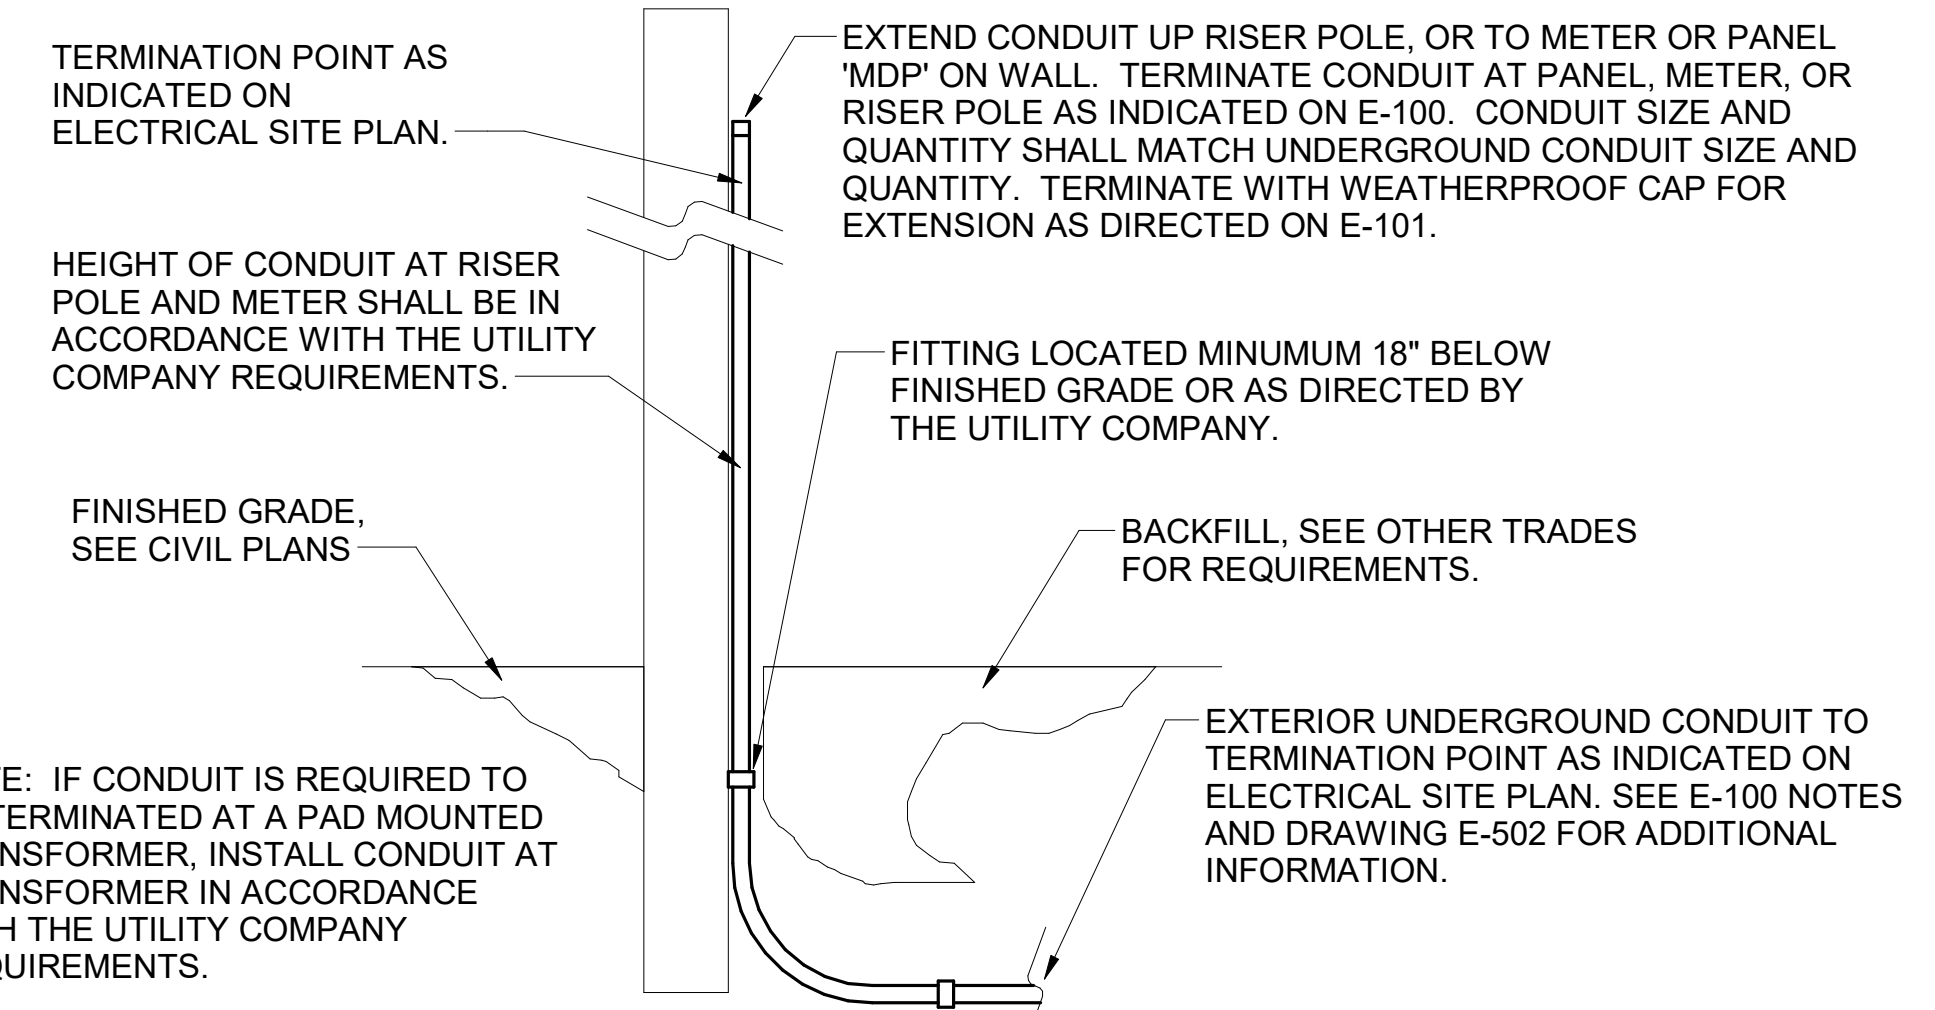 TERMINATION POINT AS
INDICATED ON
ELECTRICAL SITE PLAN.
EXTEND CONDUIT UP RISER POLE, OR TO METER OR PANEL
'MDP' ON WALL.  TERMINATE CONDUIT AT PANEL, METER, OR
RISER POLE AS INDICATED ON E-100.  CONDUIT SIZE AND
QUANTITY SHALL MATCH UNDERGROUND CONDUIT SIZE AND
QUANTITY.  TERMINATE WITH WEATHERPROOF CAP FOR
EXTENSION AS DIRECTED ON E-101.
HEIGHT OF CONDUIT AT RISER
POLE AND METER SHALL BE IN
ACCORDANCE WITH THE UTILITY
COMPANY REQUIREMENTS.
FITTING LOCATED MINUMUM 18" BELOW
FINISHED GRADE OR AS DIRECTED BY
THE UTILITY COMPANY.
FINISHED GRADE,
SEE CIVIL PLANS
BACKFILL, SEE OTHER TRADES
FOR REQUIREMENTS.
TE:  IF CONDUIT IS REQUIRED TO
TERMINATED AT A PAD MOUNTED
NSFORMER, INSTALL CONDUIT AT
NSFORMER IN ACCORDANCE
H THE UTILITY COMPANY
QUIREMENTS.
EXTERIOR UNDERGROUND CONDUIT TO
TERMINATION POINT AS INDICATED ON
ELECTRICAL SITE PLAN. SEE E-100 NOTES
AND DRAWING E-502 FOR ADDITIONAL
INFORMATION.